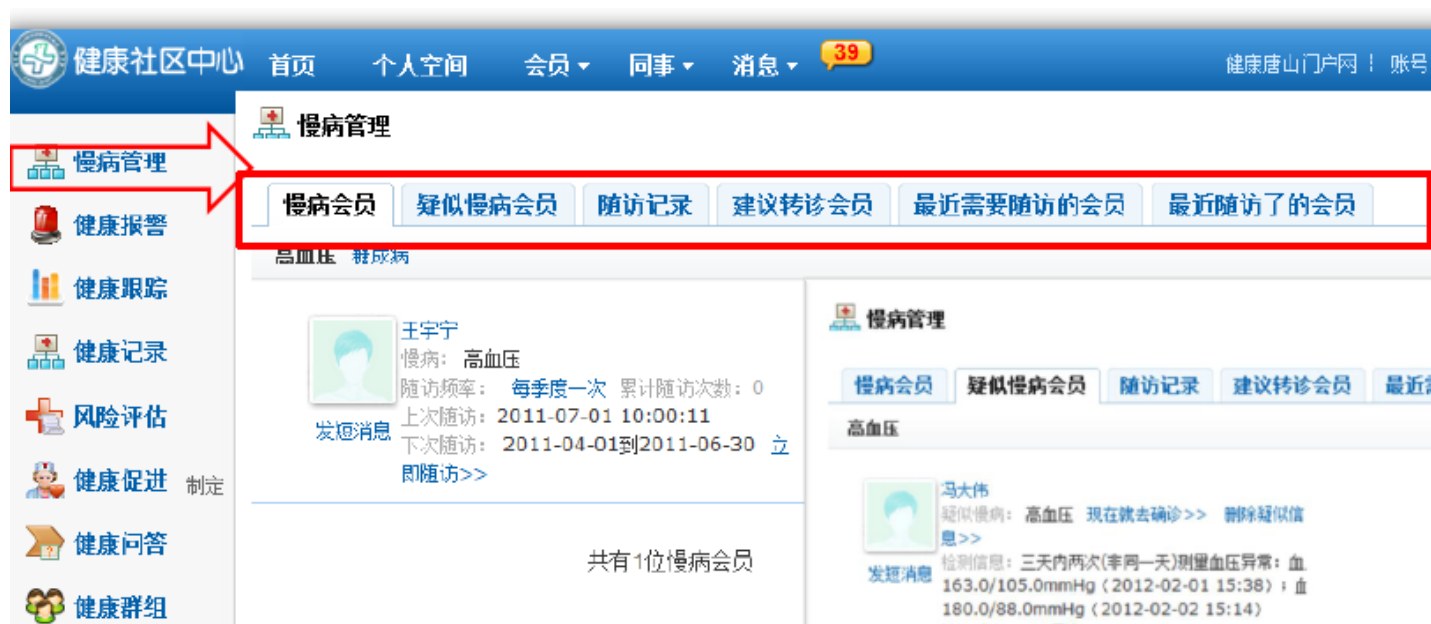 健康社区中心
首页 个人空间 会员 同事 消息 39 健康唐山门户网 账号
慢病管理
健康报警
健康跟踪
健康记录
风险评估
健康促进 制定
健康问答
健康群组
慢病管理
慢病会员 疑似慢病会员 随访记录 建议转诊会员 最近需要随访的会员 最近随访了的会员
高血压 糖尿病
王宇宁
慢病: 高血压
随访频率: 每季度一次 累计随访次数: 0
上次随访: 2011-07-01 10:00:11
下次随访: 2011-04-01到2011-06-30 立
即随访>>
发短消息
共有1位慢病会员
慢病管理
慢病会员 疑似慢病会员 随访记录 建议转诊会员 最近
高血压
冯大伟
疑似慢病: 高血压 现在就去确诊>> 删除疑似信
息>>
检测信息: 三天内两次(非同一天)测量血压异常: 血
163.0/105.0mmHg (2012-02-01 15:38) ; 血
180.0/88.0mmHg (2012-02-02 15:14)
发短消息